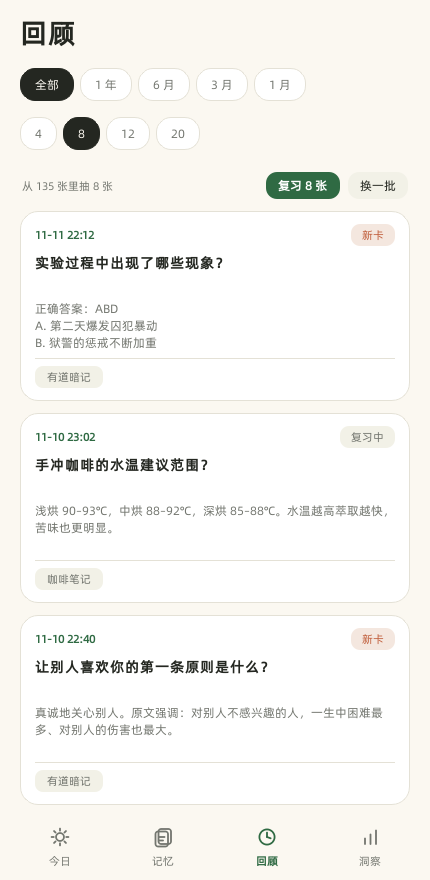 回顾
全部 1 年 6 月 3 月 1 月
4 8 12 20
从 135 张里抽 8 张 复习 8 张 换一批
11-11 22:12 新卡
实验过程中出现了哪些现象？
正确答案：ABD
A. 第二天爆发囚犯暴动
B. 狱警的惩戒不断加重
有道暗记
11-10 23:02 复习中
手冲咖啡的水温建议范围？
浅烘 90–93℃，中烘 88–92℃，深烘 85–88℃。水温越高萃取越快，
苦味也更明显。
咖啡笔记
11-10 22:40 新卡
让别人喜欢你的第一条原则是什么？
真诚地关心别人。原文强调：对别人不感兴趣的人，一生中困难最
多、对别人的伤害也最大。
有道暗记
今日 记忆 回顾 洞察